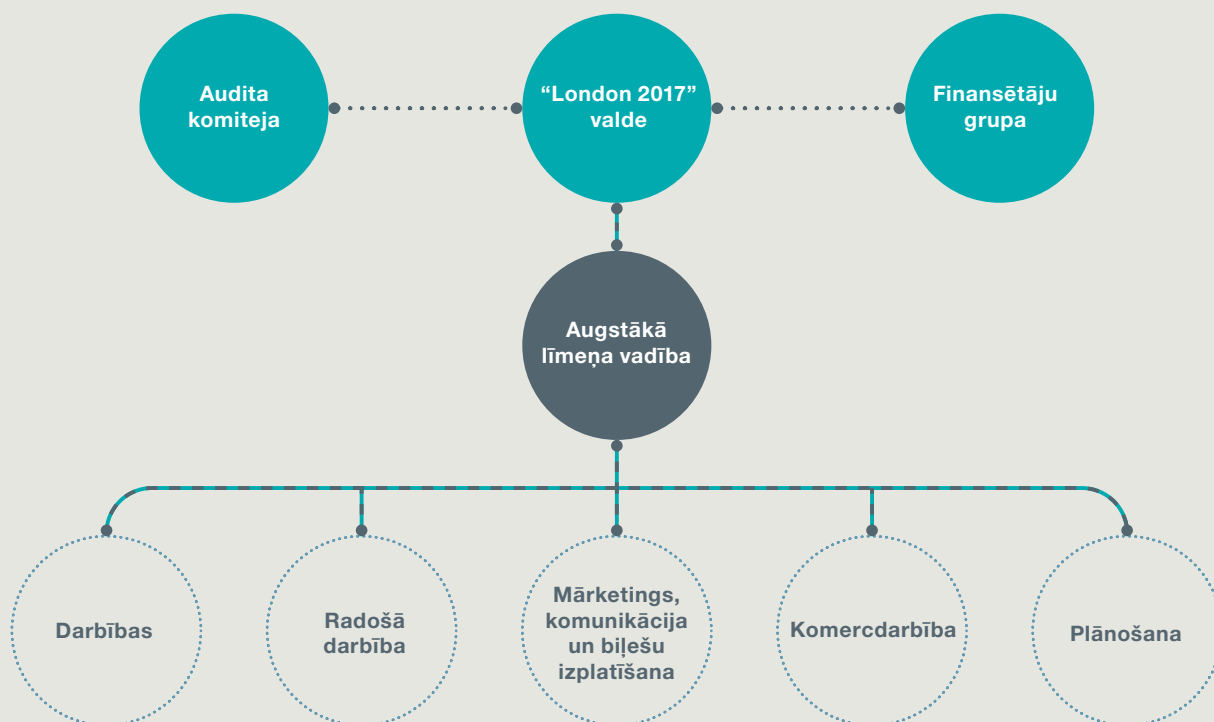 Audita
komiteja
“London 2017”
valde
Finansētāju
grupa
Augstākā
līmeņa vadība
Darbības
Radošā
darbība
Mārketings,
komunikācija
un biļešu
izplatīšana
Komercdarbība
Plānošana